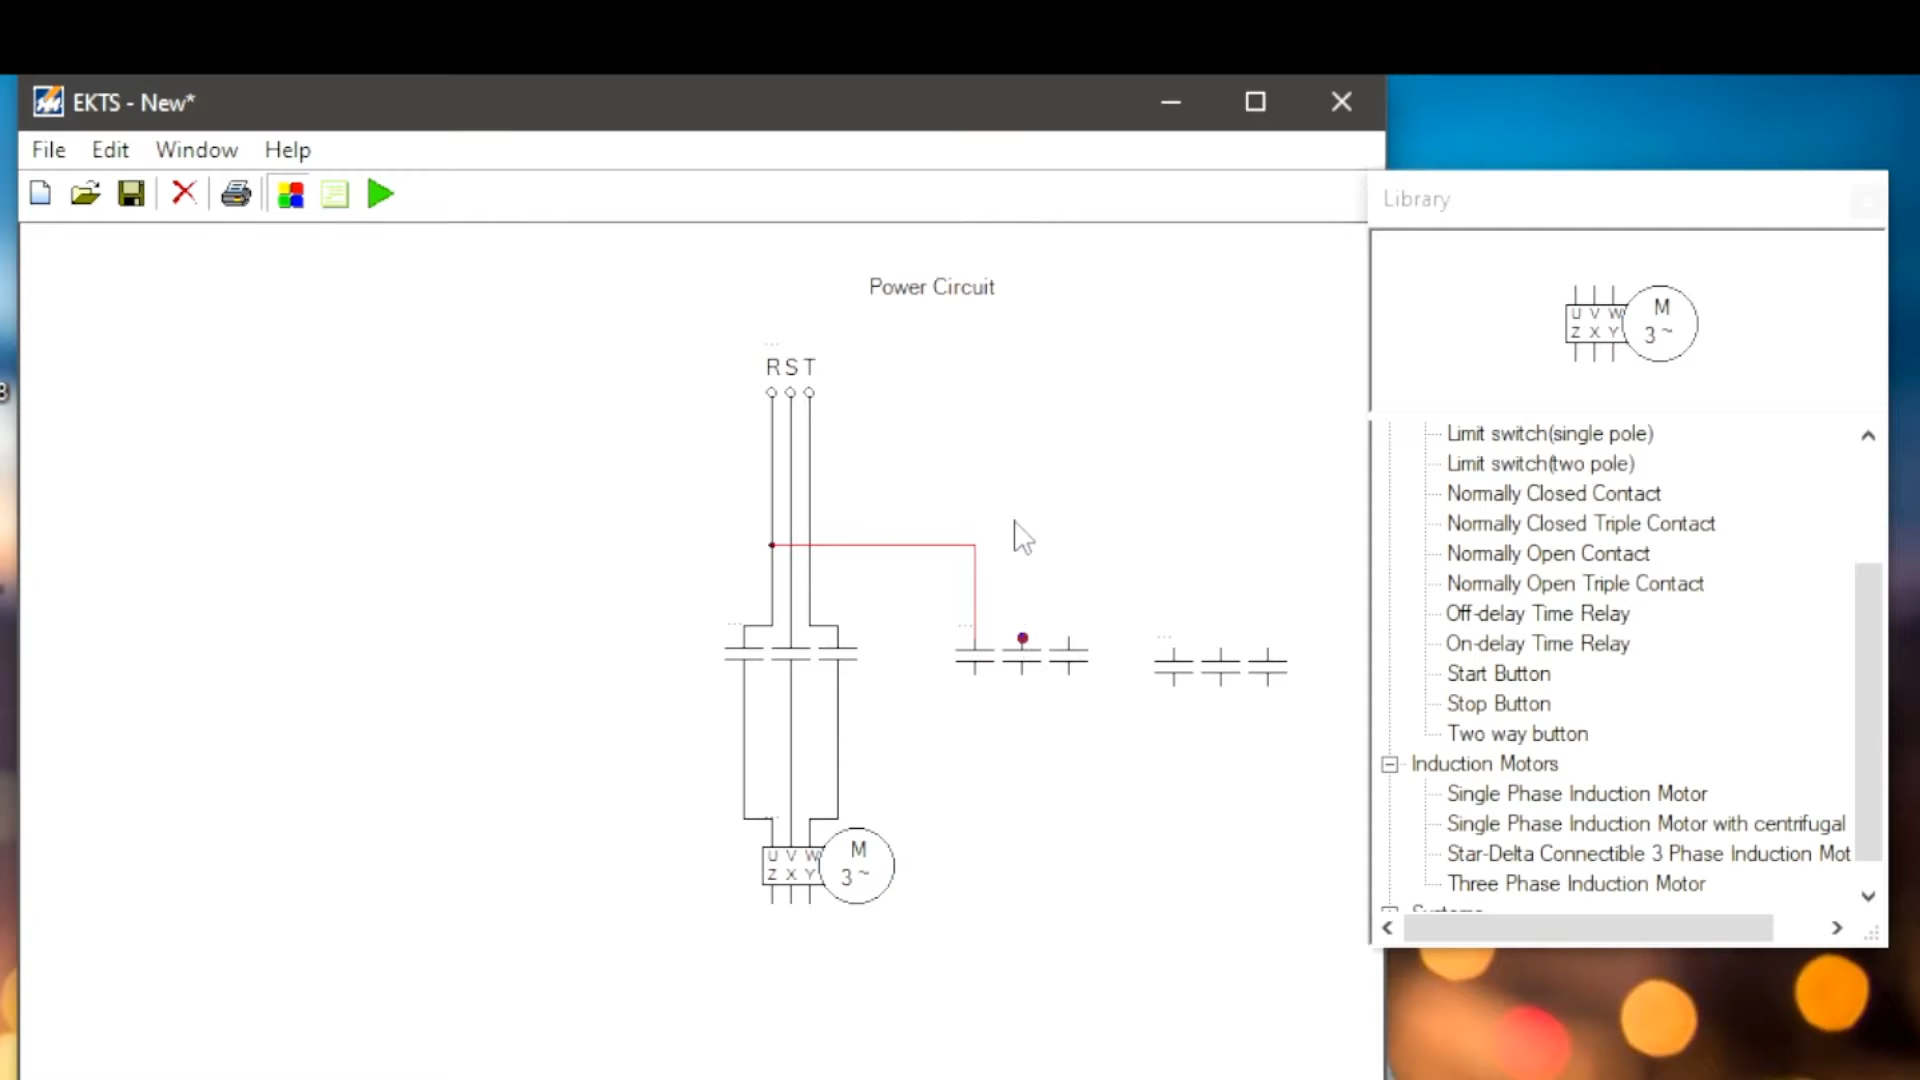 EKTS - New*
File Edit Window Help
Library
Power Circuit
R S T
M
3 ~
U V W
Z X Y
Limit switch(single pole)
Limit switch(two pole)
Normally Closed Contact
Normally Closed Triple Contact
Normally Open Contact
Normally Open Triple Contact
Off-delay Time Relay
On-delay Time Relay
Start Button
Stop Button
Two way button
Induction Motors
Single Phase Induction Motor
Single Phase Induction Motor with centrifugal
Star-Delta Connectible 3 Phase Induction Mot
Three Phase Induction Motor
U V W
Z X Y
M
3 ~